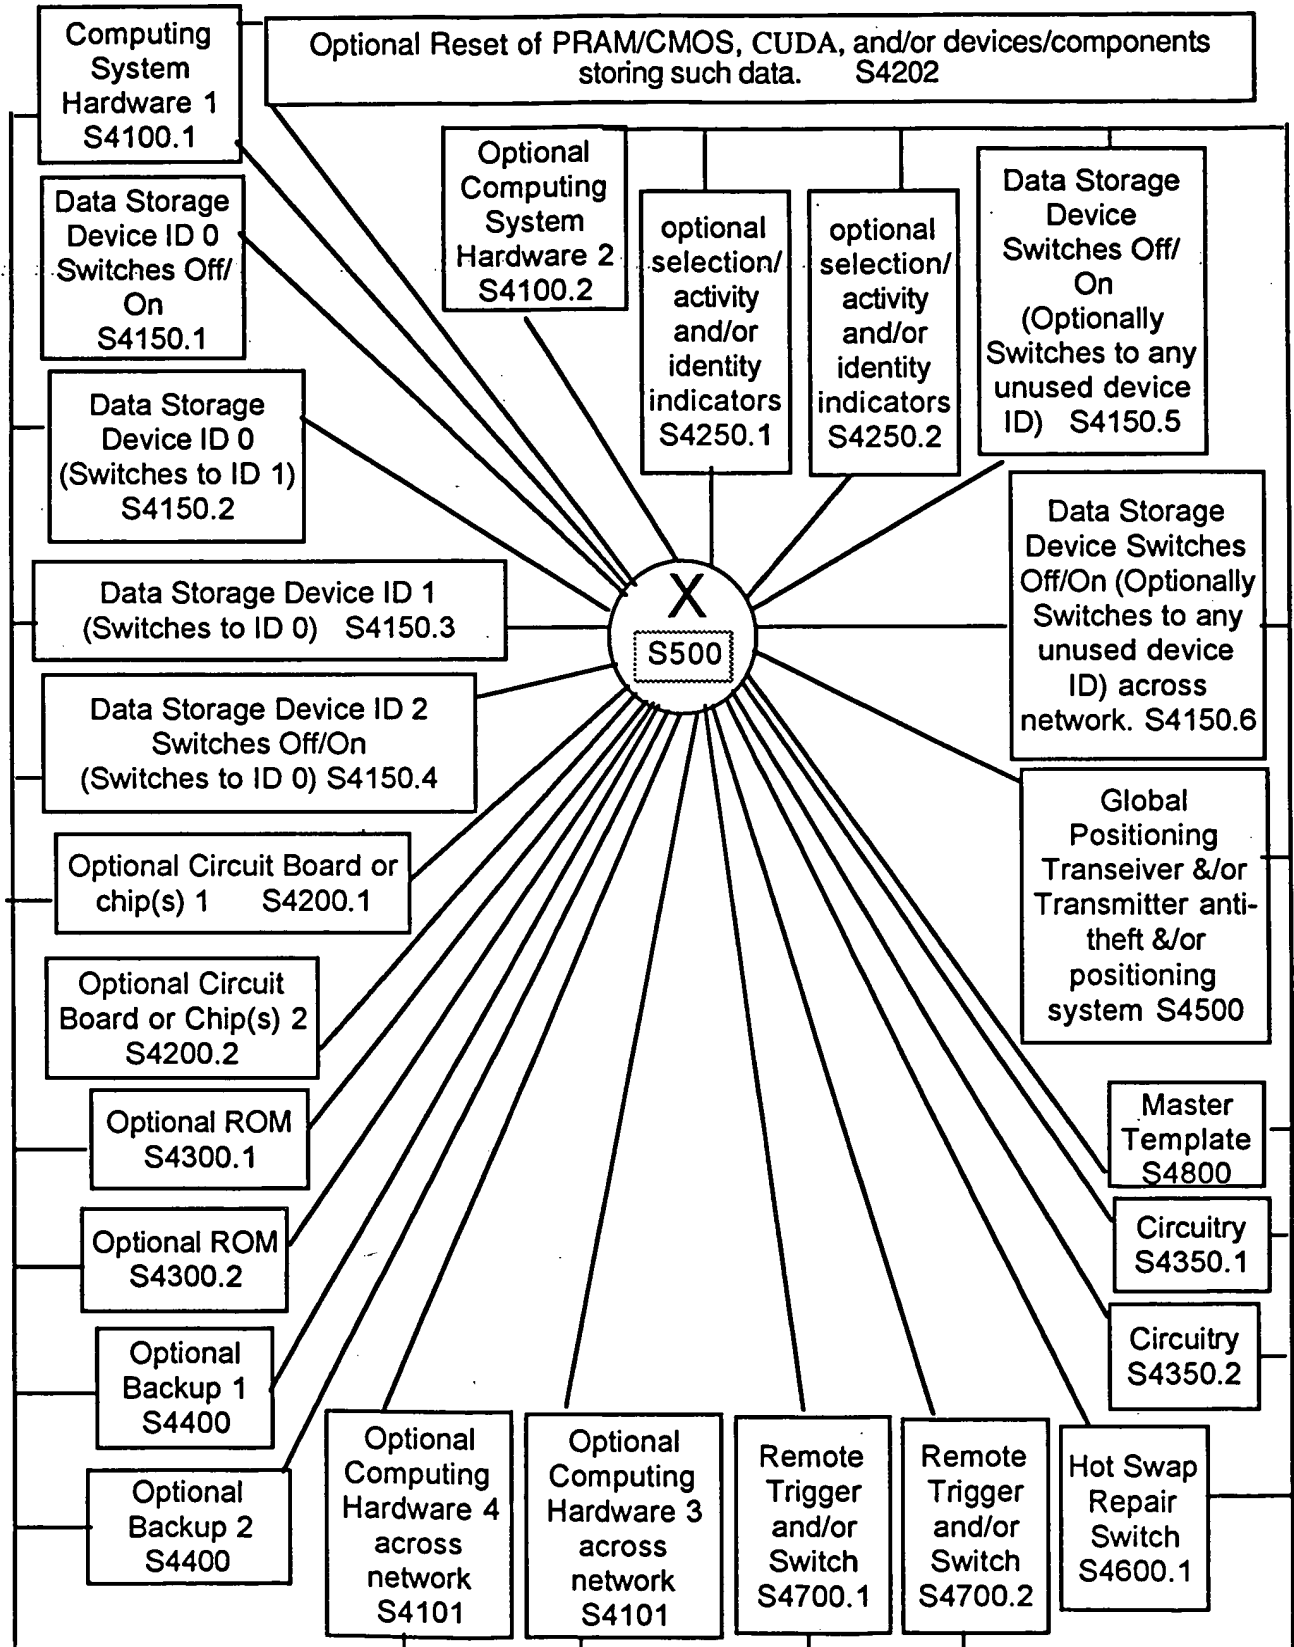 Computing
System
Hardware 1
S4100.1
Optional Reset of PRAM/CMOS, CUDA, and/or devices/components
storing such data. S4202
Optional
Computing
System
Hardware 2
S4100.2
optional
selection/
activity
and/or
identity
indicators
S4250.1
optional
selection/
activity
and/or
identity
indicators
S4250.2
Data Storage
Device
Switches Off/
On
(Optionally
Switches to any
unused device
ID) S4150.5
Data Storage
Device ID 0
Switches Off/
On
S4150.1
Data Storage
Device ID 0
(Switches to ID 1)
S4150.2
Data Storage Device ID 1
(Switches to ID 0) S4150.3
X
S500
Data Storage
Device Switches
Off/On (Optionally
Switches to any
unused device
ID) across
network. S4150.6
Data Storage Device ID 2
Switches Off/On
(Switches to ID 0) S4150.4
Global
Positioning
Transeiver &/or
Transmitter anti-
theft &/or
positioning
system S4500
Optional Circuit Board or
chip(s) 1 S4200.1
Optional Circuit
Board or Chip(s) 2
S4200.2
Optional ROM
S4300.1
Master
Template
S4800
Optional ROM
S4300.2
Circuitry
S4350.1
Optional
Backup 1
S4400
Circuitry
S4350.2
Optional
Backup 2
S4400
Optional
Computing
Hardware 4
across
network
S4101
Optional
Computing
Hardware 3
across
network
S4101
Remote
Trigger
and/or
Switch
S4700.1
Remote
Trigger
and/or
Switch
S4700.2
Hot Swap
Repair
Switch
S4600.1